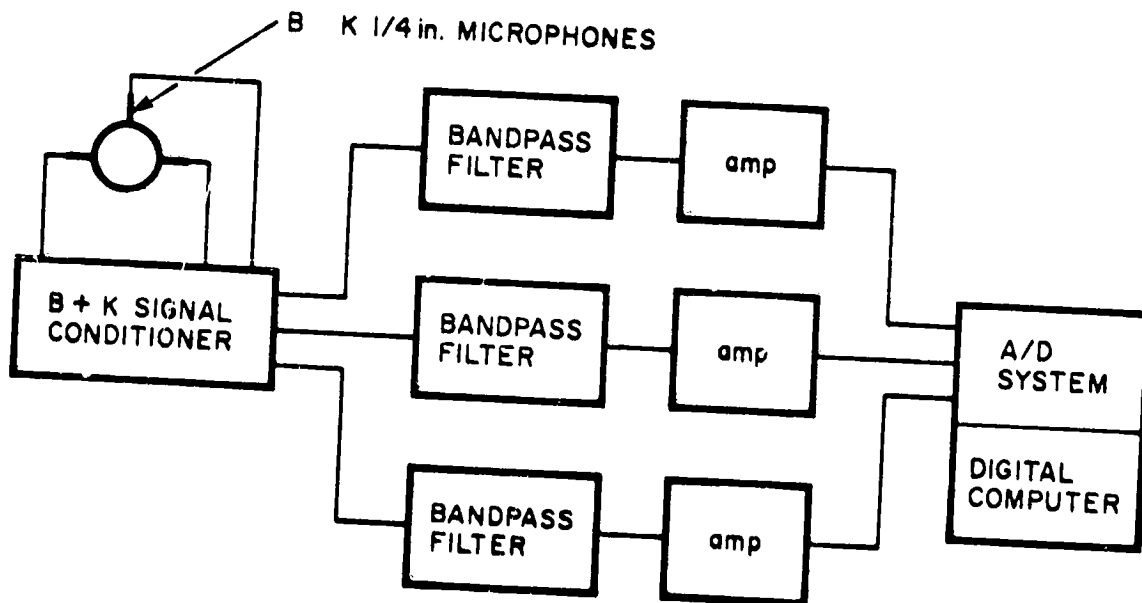 B K 1/4 in. MICROPHONES
BANDPASS
FILTER
amp
B + K SIGNAL
CONDITIONER
BANDPASS
FILTER
amp
A/D
SYSTEM
DIGITAL
COMPUTER
BANDPASS
FILTER
amp